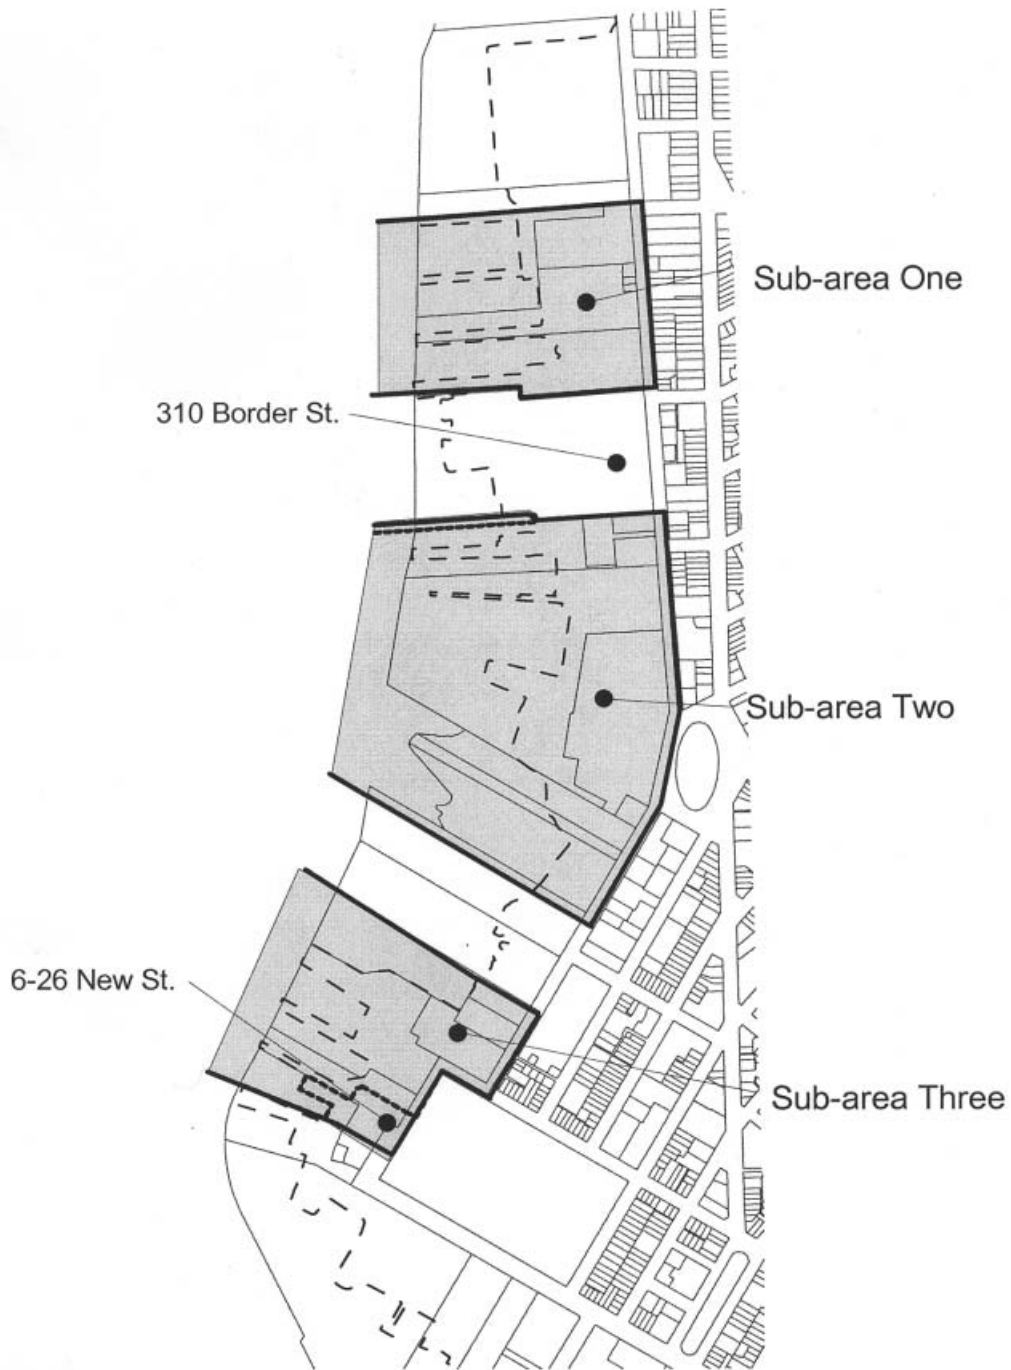 Sub-area One
310 Border St.
Sub-area Two
6-26 New St.
Sub-area Three